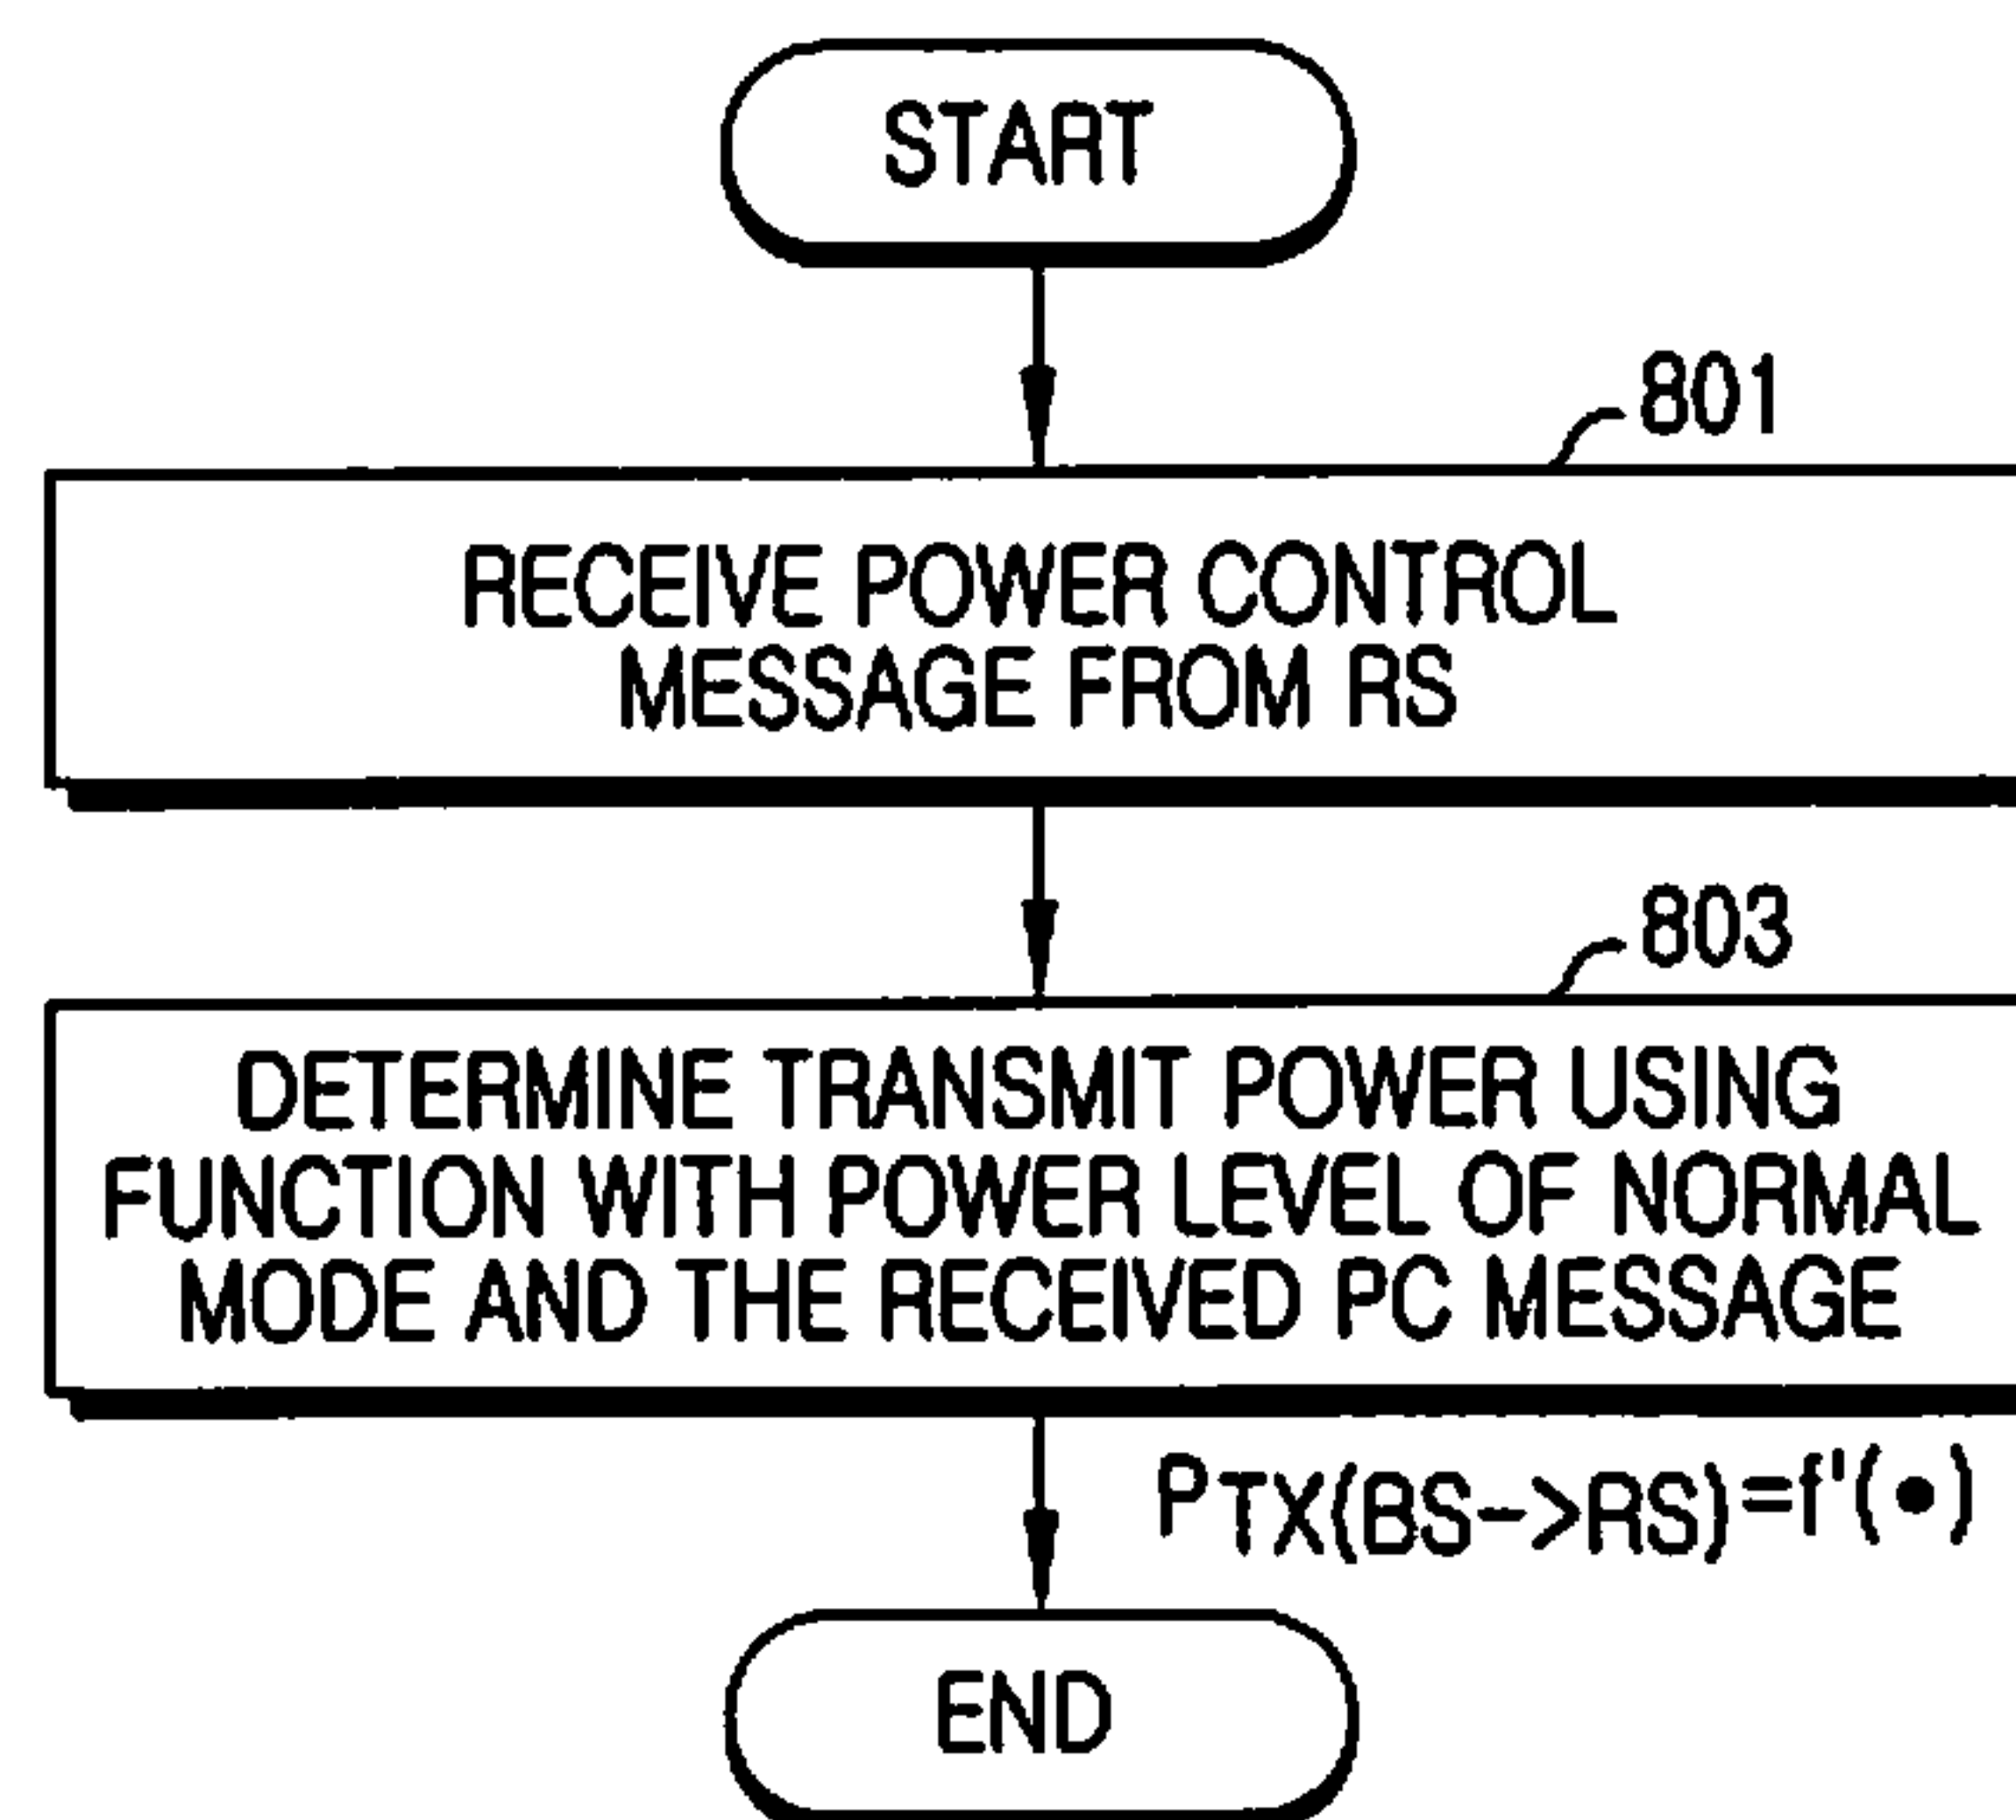 START
801
RECEIVE POWER CONTROL
MESSAGE FROM RS
803
DETERMINE TRANSMIT POWER USING
FUNCTION WITH POWER LEVEL OF NORMAL
MODE AND THE RECEIVED PC MESSAGE
PTX(BS->RS)=f'(•)
END